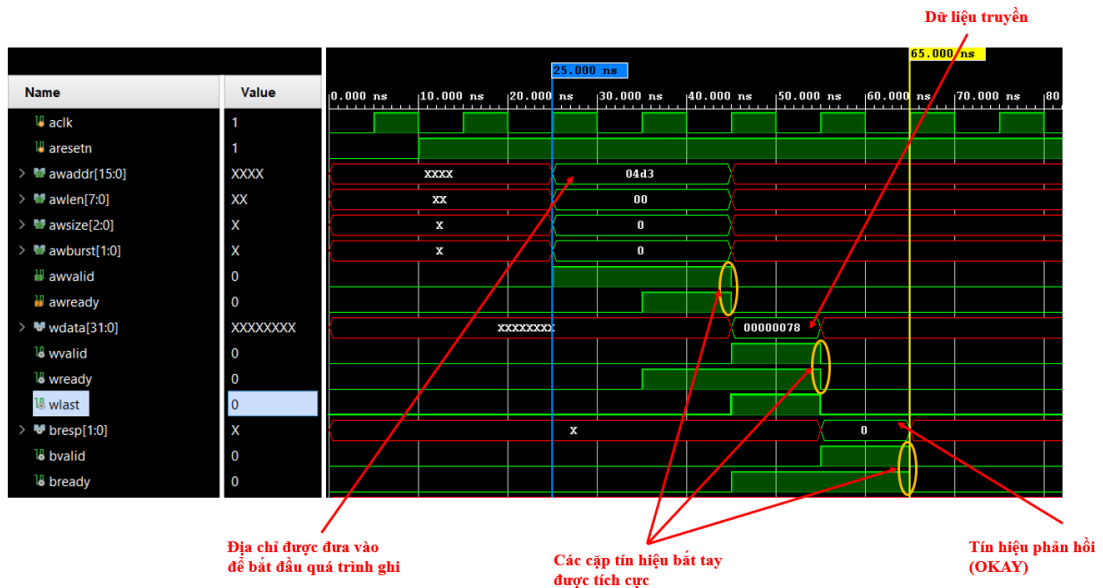 Dữ liệu truyền
65.000 ns
25.000 ns
Name Value
0.000 ns 10.000 ns 20.000 ns 30.000 ns 40.000 ns 50.000 ns 60.000 ns 70.000 ns 80
aclk 1
aresetn 1
awaddr[15:0] XXXX XXXX 04d3
awlen[7:0] XX XX 00
awsize[2:0] X X 0
awburst[1:0] X X 0
awvalid 0
awready 0
wdata[31:0] XXXXXXXX XXXXXXXX 00000078
wvalid 0
wready 0
wlast 0
bresp[1:0] X X 0
bvalid 0
bready 0
Địa chỉ được đưa vào
để bắt đầu quá trình ghi
Các cặp tín hiệu bắt tay
được tích cực
Tín hiệu phản hồi
(OKAY)